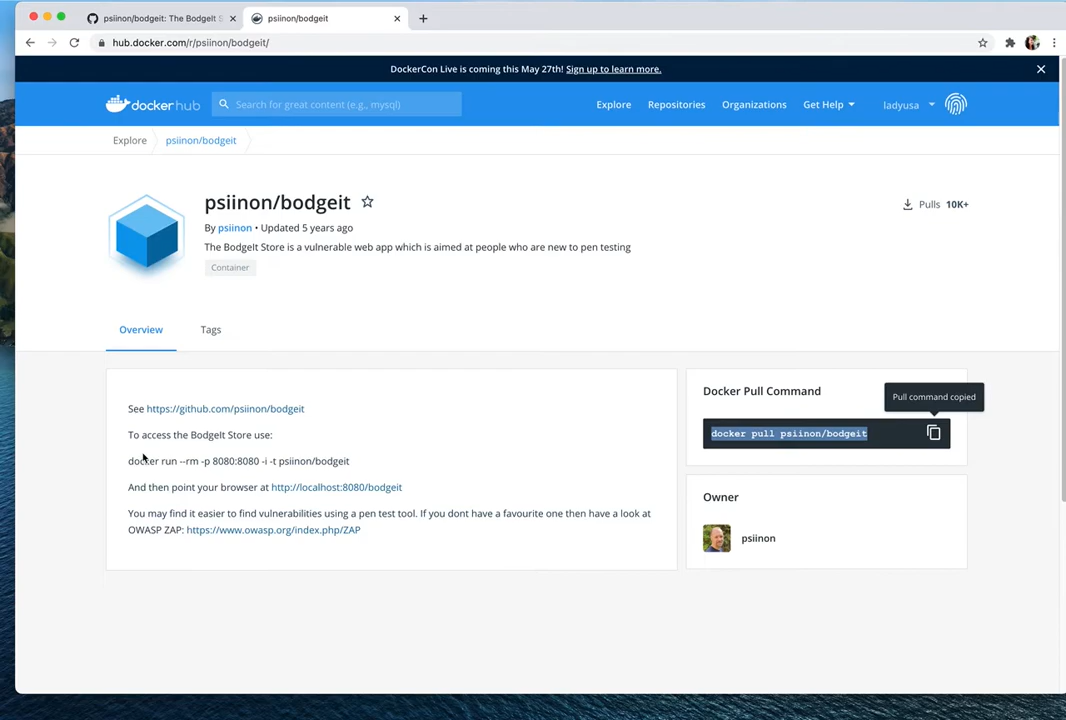 psiinon/bodgeit: The BodgeIt S
psiinon/bodgeit
hub.docker.com/r/psiinon/bodgeit/
DockerCon Live is coming this May 27th! Sign up to learn more.
dockerhub
Search for great content (e.g., mysql)
Explore
Repositories
Organizations
Get Help
ladyusa
Explore
psiinon/bodgeit
psiinon/bodgeit
Pulls 10K+
By psiinon • Updated 5 years ago
The BodgeIt Store is a vulnerable web app which is aimed at people who are new to pen testing
Container
Overview
Tags
See https://github.com/psiinon/bodgeit
To access the BodgeIt Store use:
docker run --rm -p 8080:8080 -i -t psiinon/bodgeit
And then point your browser at http://localhost:8080/bodgeit
You may find it easier to find vulnerabilities using a pen test tool. If you dont have a favourite one then have a look at
OWASP ZAP: https://www.owasp.org/index.php/ZAP
Docker Pull Command
Pull command copied
docker pull psiinon/bodgeit
Owner
psiinon